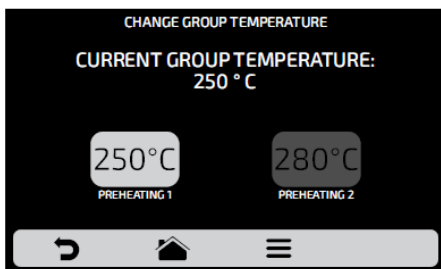 CHANGE GROUP TEMPERATURE
CURRENT GROUP TEMPERATURE:
250 ° C
250°C 280°C
PREHEATING 1 PREHEATING 2